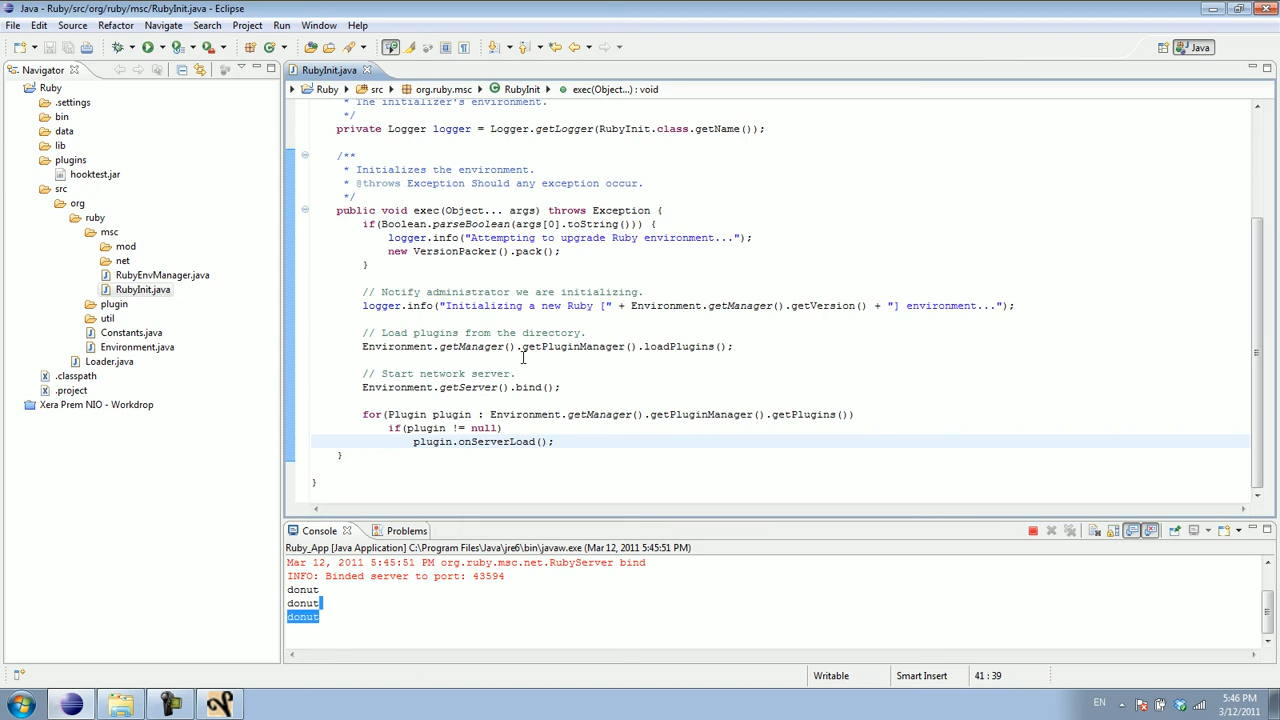 Java - Ruby/src/org/ruby/msc/RubyInit.java - Eclipse
File Edit Source Refactor Navigate Search Project Run Window Help
Java
Navigator
Ruby
.settings
bin
data
lib
plugins
hooktest.jar
src
org
ruby
msc
mod
net
RubyEnvManager.java
RubyInit.java
plugin
util
Constants.java
Environment.java
Loader.java
.classpath
.project
Xera Prem NIO - Workdrop
RubyInit.java
Ruby src org.ruby.msc RubyInit exec(Object...) : void
* The initializer's environment.
*/
private Logger logger = Logger.getLogger(RubyInit.class.getName());
/**
* Initializes the environment.
* @throws Exception Should any exception occur.
*/
public void exec(Object... args) throws Exception {
if(Boolean.parseBoolean(args[0].toString())) {
logger.info("Attempting to upgrade Ruby environment...");
new VersionPacker().pack();
}
// Notify administrator we are initializing.
logger.info("Initializing a new Ruby [" + Environment.getManager().getVersion() + "] environment...");
// Load plugins from the directory.
Environment.getManager().getPluginManager().loadPlugins();
// Start network server.
Environment.getServer().bind();
for(Plugin plugin : Environment.getManager().getPluginManager().getPlugins())
if(plugin != null)
plugin.onServerLoad();
}
}
Console Problems
Ruby_App [Java Application] C:\Program Files\Java\jre6\bin\javaw.exe (Mar 12, 2011 5:45:51 PM)
Mar 12, 2011 5:45:51 PM org.ruby.msc.net.RubyServer bind
INFO: Binded server to port: 43594
donut
donut
donut
Writable Smart Insert 41 : 39
EN
5:46 PM
3/12/2011